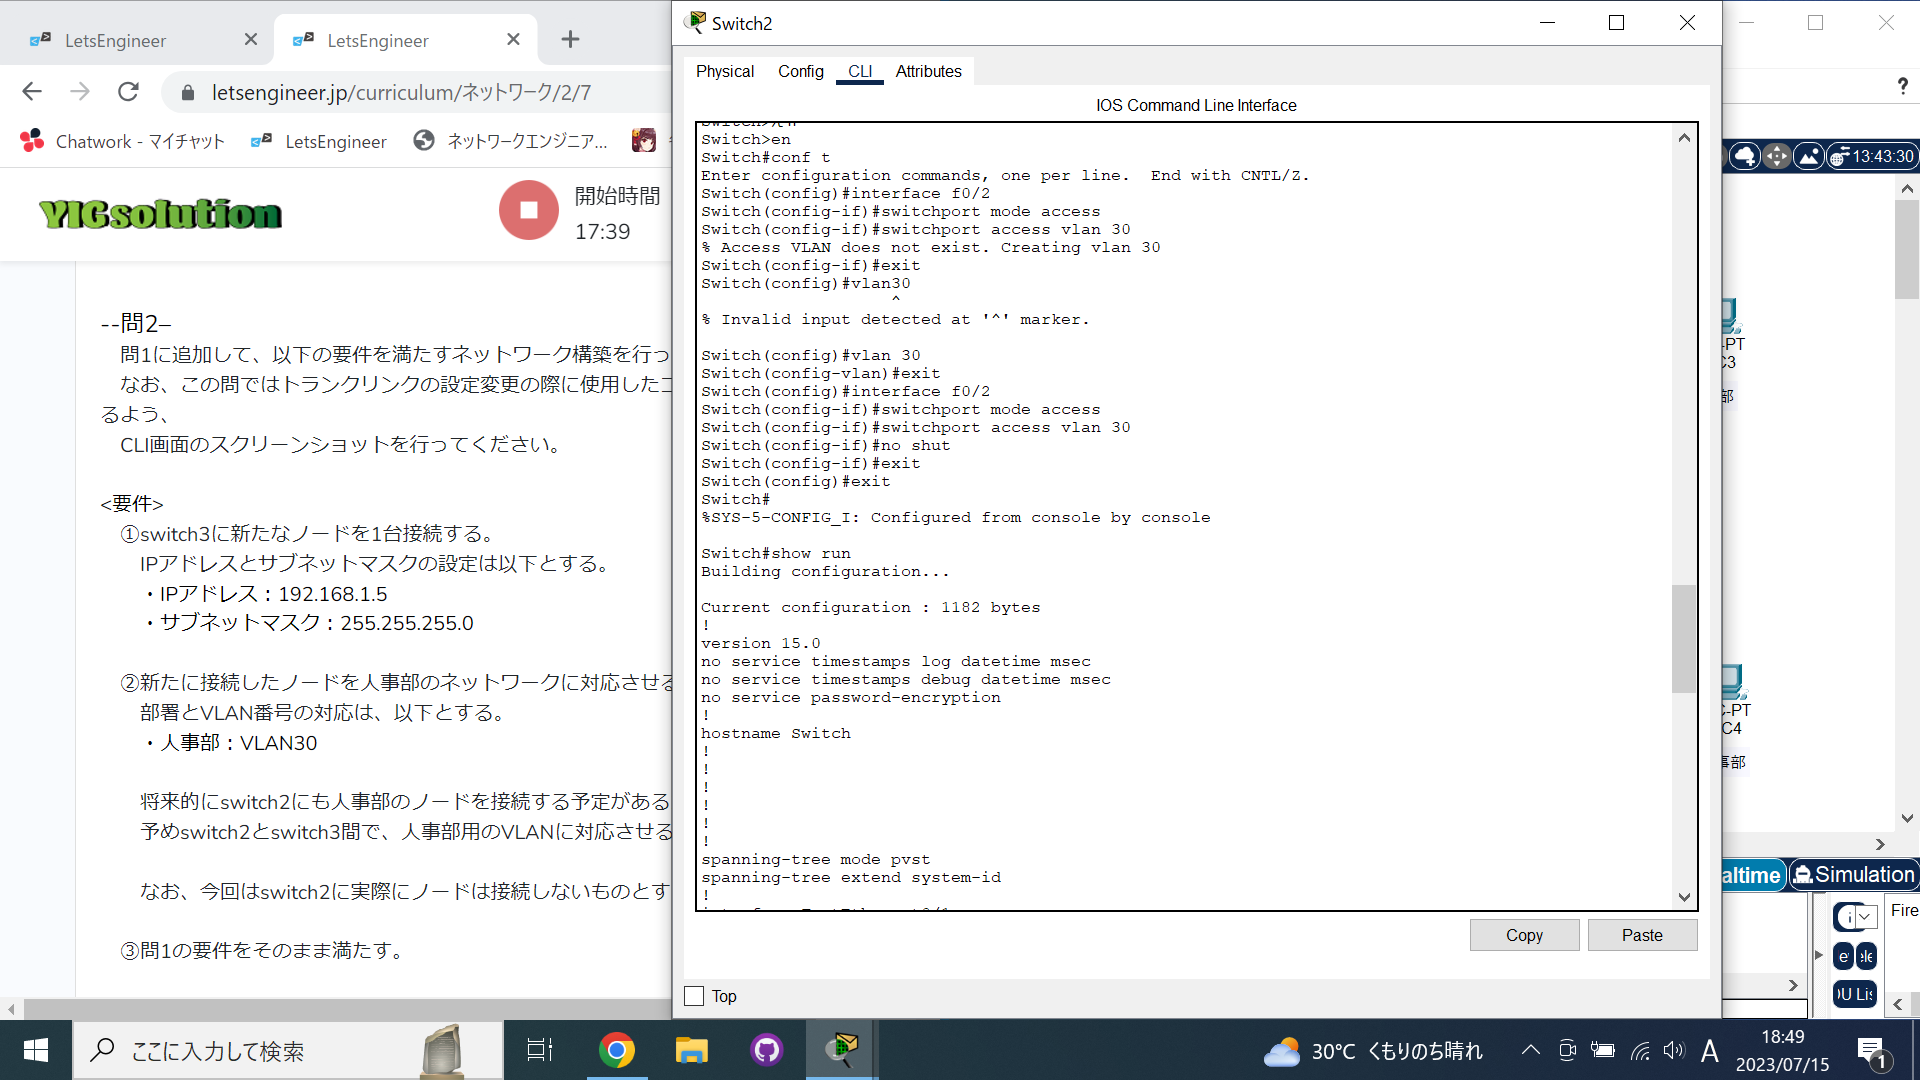 LetsEngineer
LetsEngineer
letsengineer.jp/curriculum/ネットワーク/2/7
Chatwork - マイチャット
LetsEngineer
ネットワークエンジニア...
YIGsolution
開始時間
17:39
--問2–
問1に追加して、以下の要件を満たすネットワーク構築を行っ
なお、この問ではトランクリンクの設定変更の際に使用したコ
るよう、
CLI画面のスクリーンショットを行ってください。
<要件>
①switch3に新たなノードを1台接続する。
IPアドレスとサブネットマスクの設定は以下とする。
・IPアドレス：192.168.1.5
・サブネットマスク：255.255.255.0
②新たに接続したノードを人事部のネットワークに対応させる
部署とVLAN番号の対応は、以下とする。
・人事部：VLAN30
将来的にswitch2にも人事部のノードを接続する予定がある
予めswitch2とswitch3間で、人事部用のVLANに対応させる
なお、今回はswitch2に実際にノードは接続しないものとす
③問1の要件をそのまま満たす。
Switch2
Physical
Config
CLI
Attributes
IOS Command Line Interface
Switch>en
Switch#conf t
Enter configuration commands, one per line.  End with CNTL/Z.
Switch(config)#interface f0/2
Switch(config-if)#switchport mode access
Switch(config-if)#switchport access vlan 30
% Access VLAN does not exist. Creating vlan 30
Switch(config-if)#exit
Switch(config)#vlan30
^
% Invalid input detected at '^' marker.
Switch(config)#vlan 30
Switch(config-vlan)#exit
Switch(config)#interface f0/2
Switch(config-if)#switchport mode access
Switch(config-if)#switchport access vlan 30
Switch(config-if)#no shut
Switch(config-if)#exit
Switch(config)#exit
Switch#
%SYS-5-CONFIG_I: Configured from console by console
Switch#show run
Building configuration...
Current configuration : 1182 bytes
!
version 15.0
no service timestamps log datetime msec
no service timestamps debug datetime msec
no service password-encryption
!
hostname Switch
!
!
!
!
!
!
spanning-tree mode pvst
spanning-tree extend system-id
!
Copy
Paste
Top
?
13:43:30
-PT
C3
部
C-PT
C4
事部
altime
Simulation
Fire
ここに入力して検索
30°C くもりのち晴れ
A
18:49
2023/07/15
1